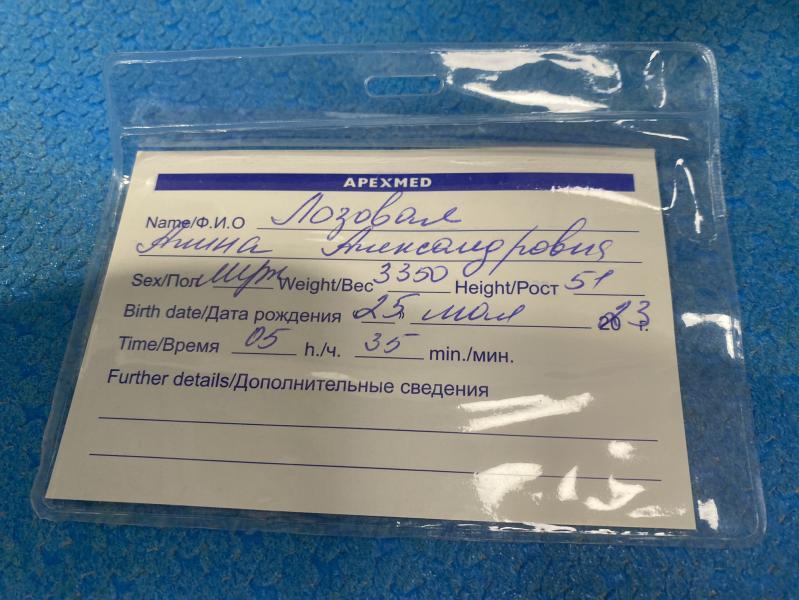 APEXMED
Name/Ф.И.О Лозовая
Алина Александровна
Sex/Пол муж Weight/Вес 3350 Height/Рост 51
Birth date/Дата рождения 25 мая 2023 г.
Time/Время 05 h./ч. 35 min./мин.
Further details/Дополнительные сведения